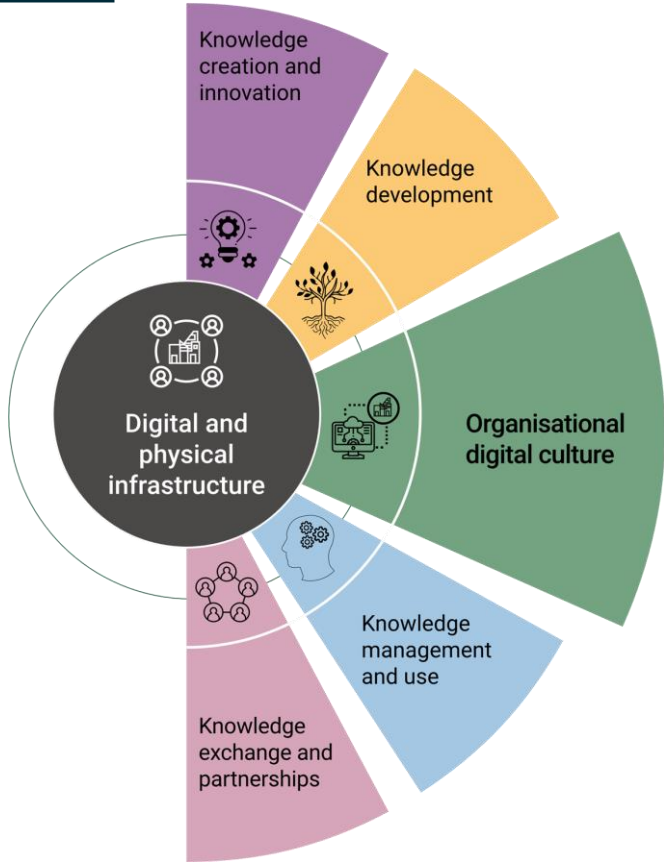 Knowledge
creation and
innovation
Knowledge
development
Organisational
digital culture
Digital and
physical
infrastructure
Knowledge
management
and use
Knowledge
exchange and
partnerships